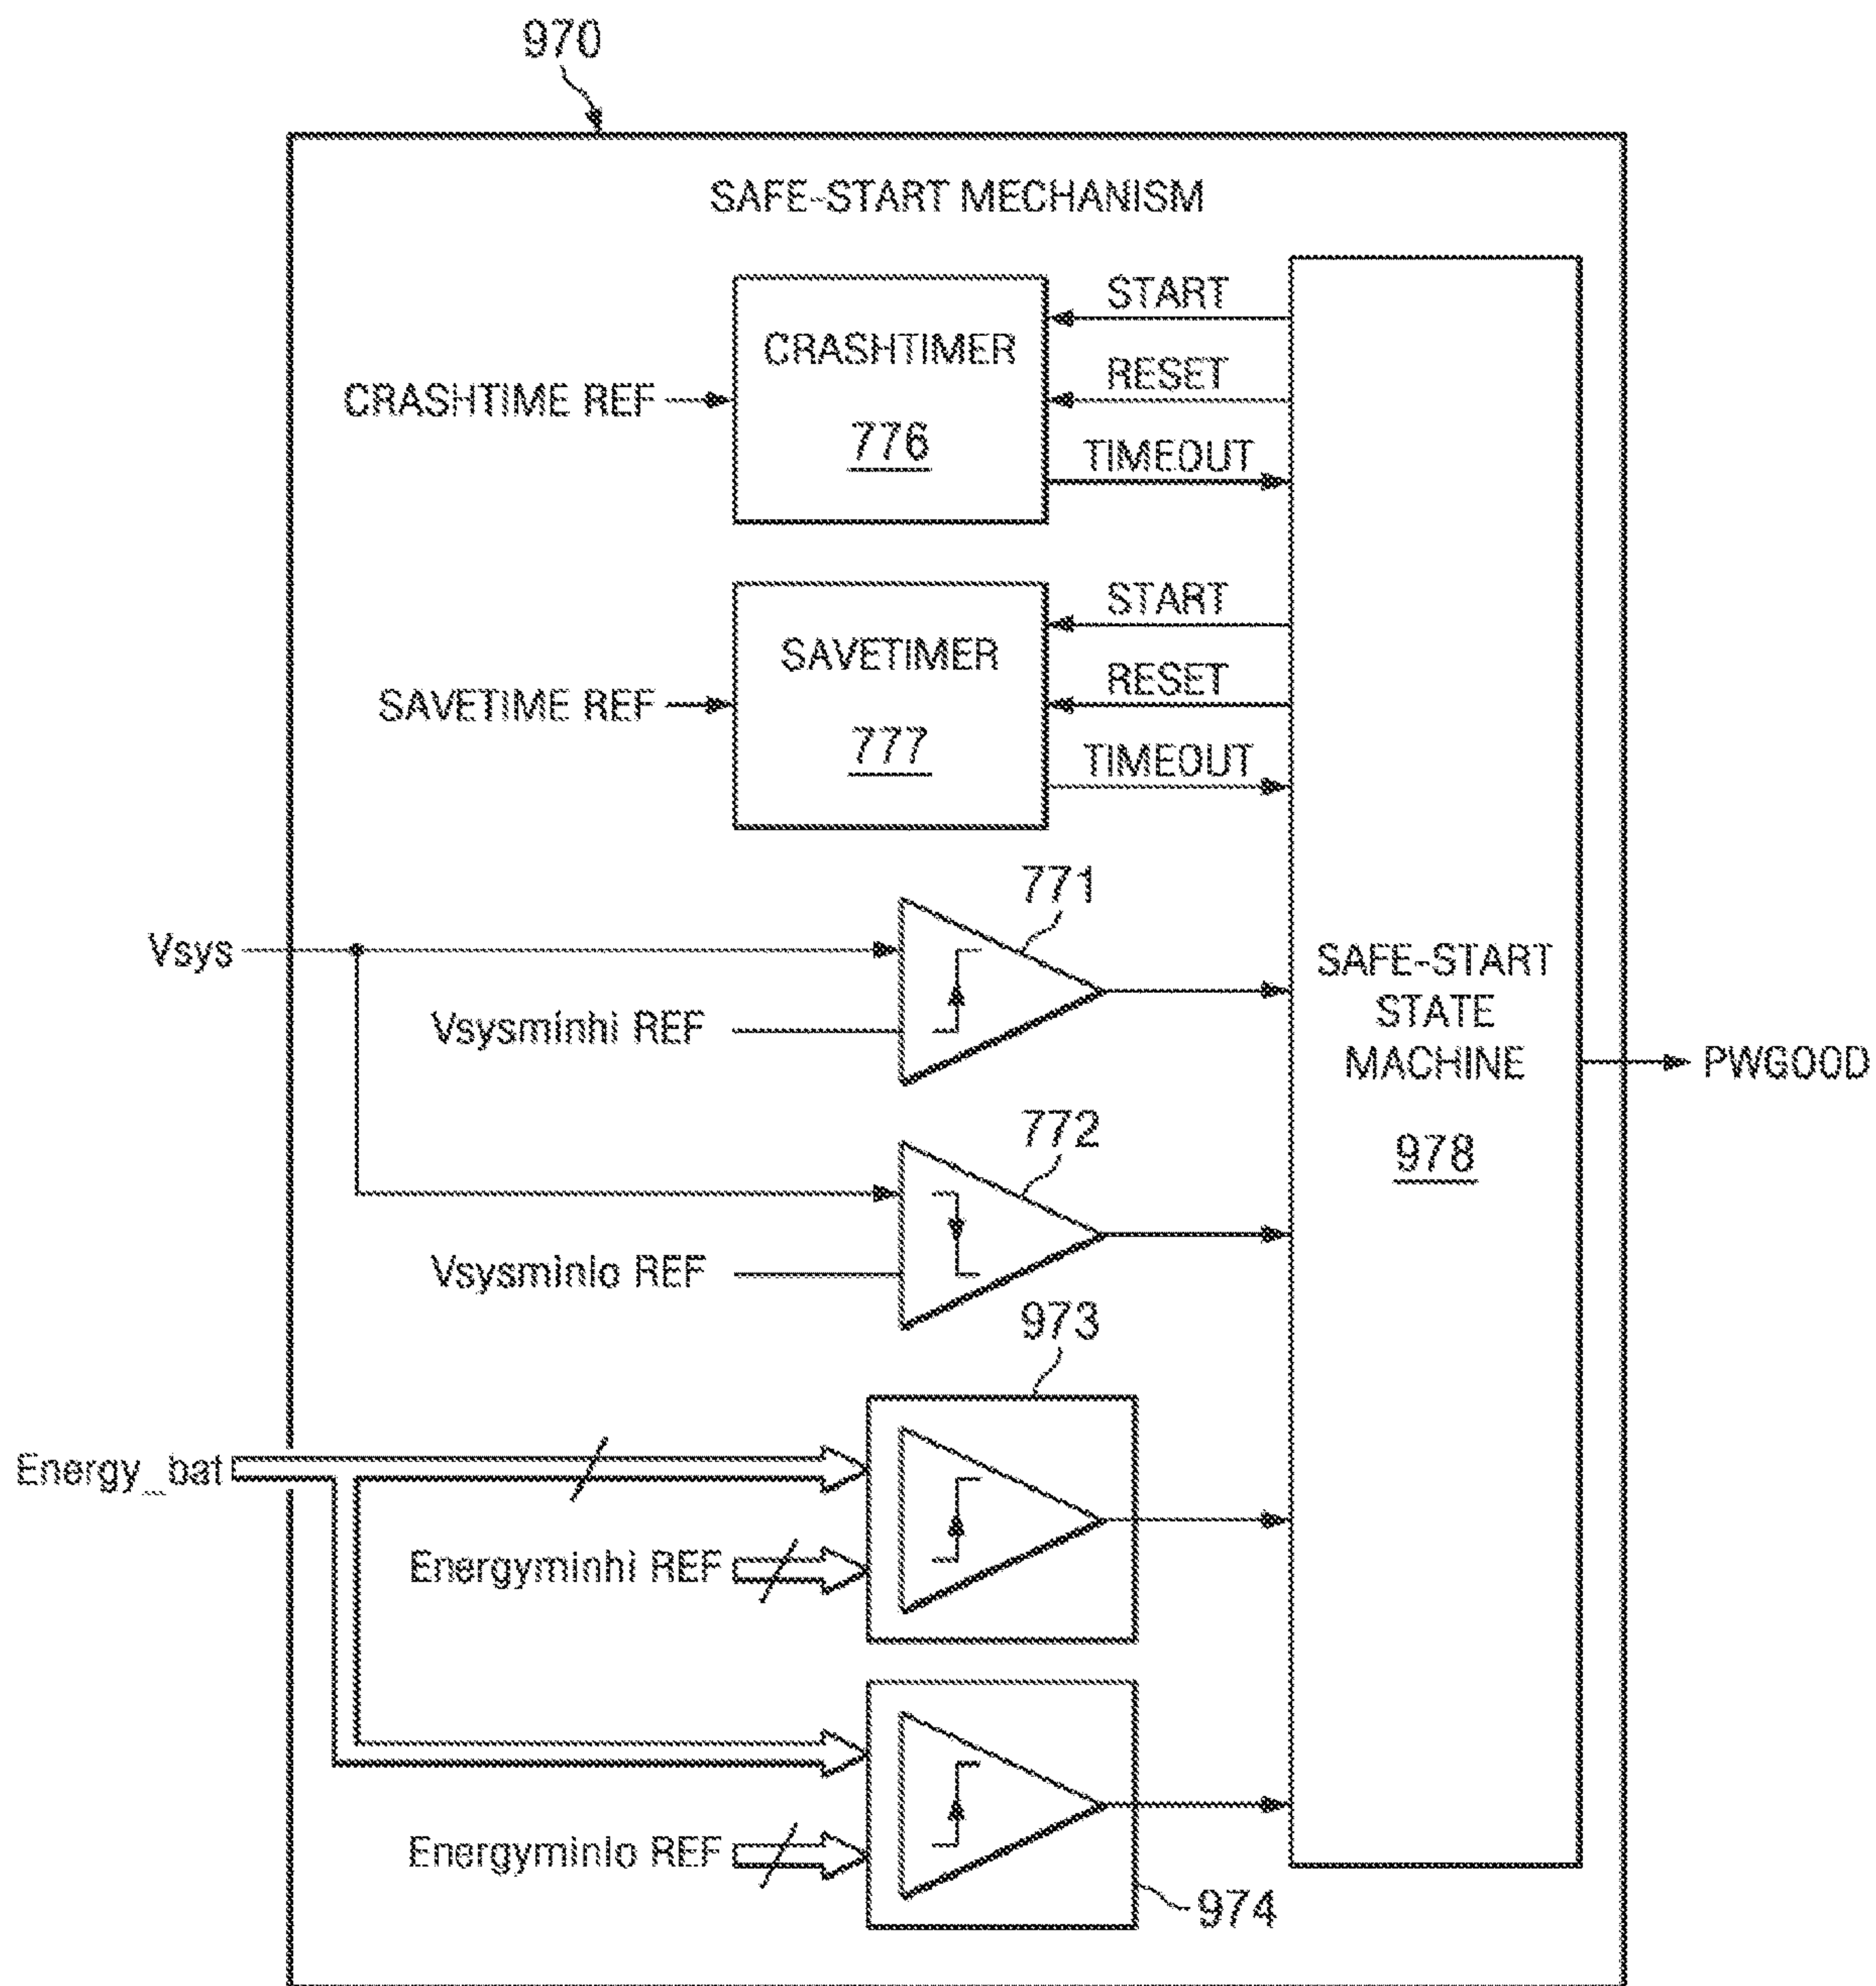 970
SAFE-START MECHANISM
START
CRASHTIMER
RESET
CRASHTIME REF
776
TIMEOUT
START
SAVETIMER
RESET
SAVETIME REF
777
TIMEOUT
771
Vsys
Vsysminhi REF
SAFE-START
STATE
MACHINE
978
PWGOOD
772
Vsysminlo REF
973
Energy_bat
Energyminhi REF
Energyminlo REF
974